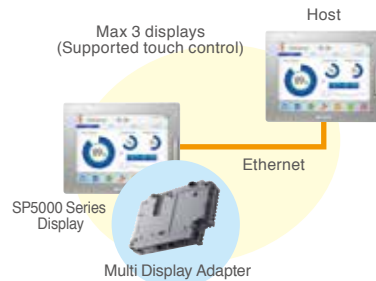 Host
Max 3 displays
(Supported touch control)
Ethernet
SP5000 Series
Display
Multi Display Adapter